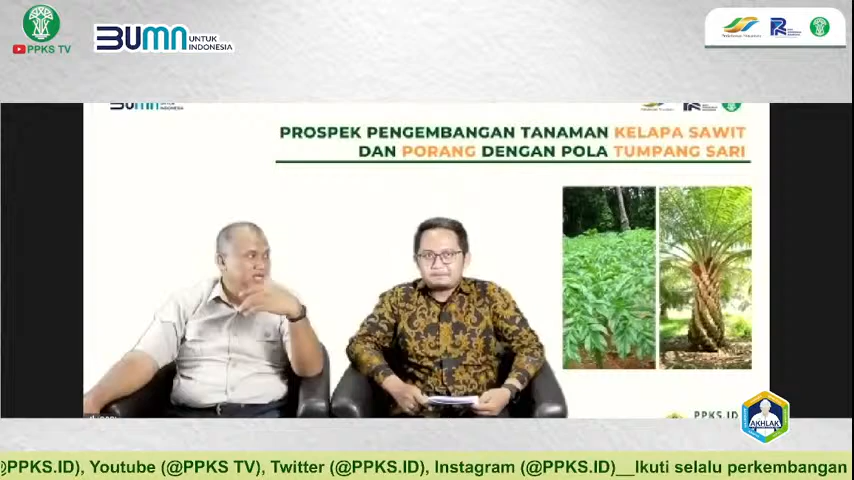 PPKS TV
BUMN UNTUK INDONESIA
BUMN
PROSPEK PENGEMBANGAN TANAMAN KELAPA SAWIT
DAN PORANG DENGAN POLA TUMPANG SARI
PPKS.ID
AKHLAK
PPKS.ID), Youtube (@PPKS TV), Twitter (@PPKS.ID), Instagram (@PPKS.ID)__Ikuti selalu perkembangan